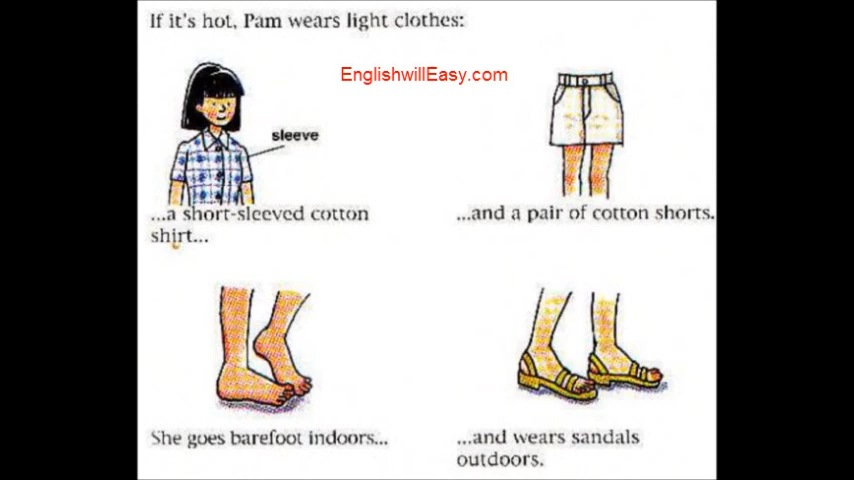 If it's hot, Pam wears light clothes:
EnglishwillEasy.com
sleeve
...a short-sleeved cotton
shirt...
...and a pair of cotton shorts.
She goes barefoot indoors...
...and wears sandals
outdoors.